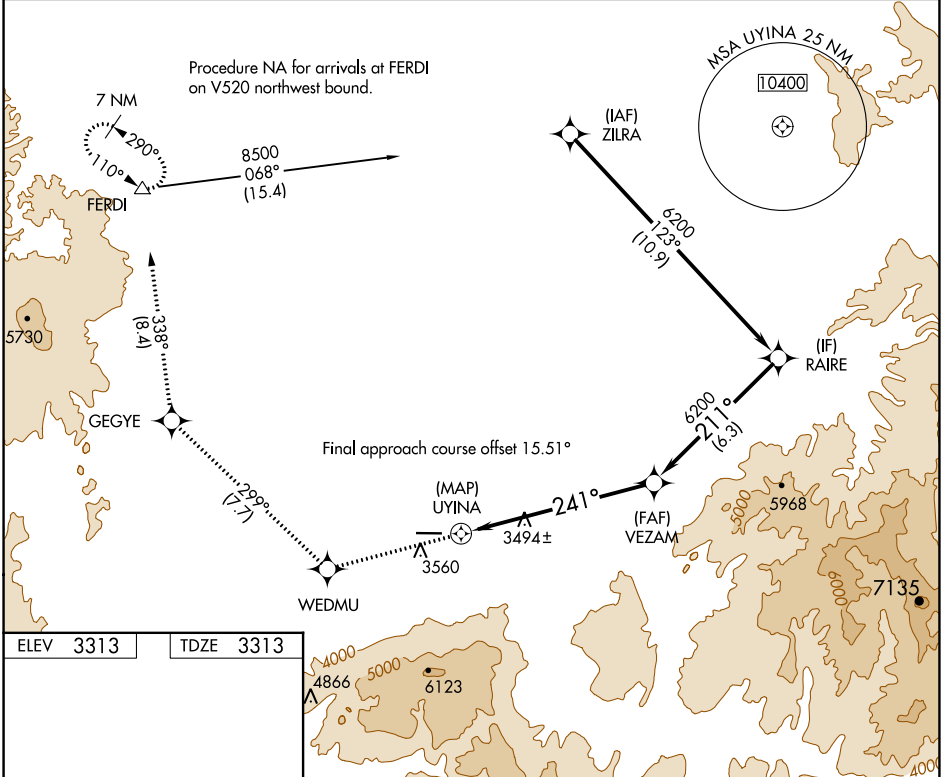 Procedure NA for arrivals at FERDI
on V520 northwest bound.
MSA UYINA 25 NM
10400
7 NM
290°
110°
FERDI
8500
068°
(15.4)
(IAF)
ZILRA
6200
123°
(10.9)
5730
338°
(8.4)
(IF)
RAIRE
GEGYE
6200
211°
(6.3)
Final approach course offset 15.51°
299°
(7.7)
(MAP)
UYINA
241°
(FAF)
VEZAM
5000
5968
3494±
3560
6000
7135
WEDMU
ELEV 3313
TDZE 3313
4000
5000
4866
6123
4000